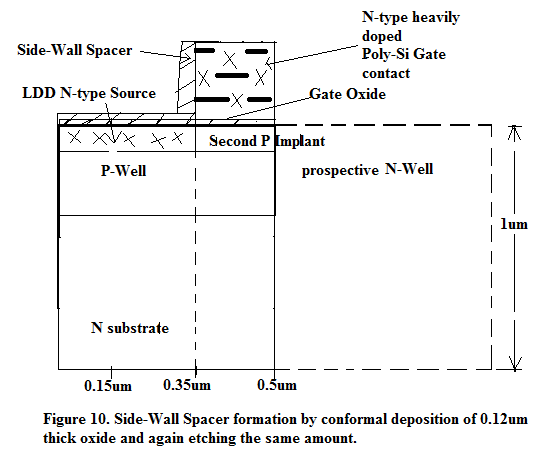 N-type heavily
doped
Poly-Si Gate
contact
Side-Wall Spacer
LDD N-type Source
Gate Oxide
Second P Implant
P-Well
prospective N-Well
1um
N substrate
0.15um
0.35um
0.5um
Figure 10. Side-Wall Spacer formation by conformal deposition of 0.12um
thick oxide and again etching the same amount.